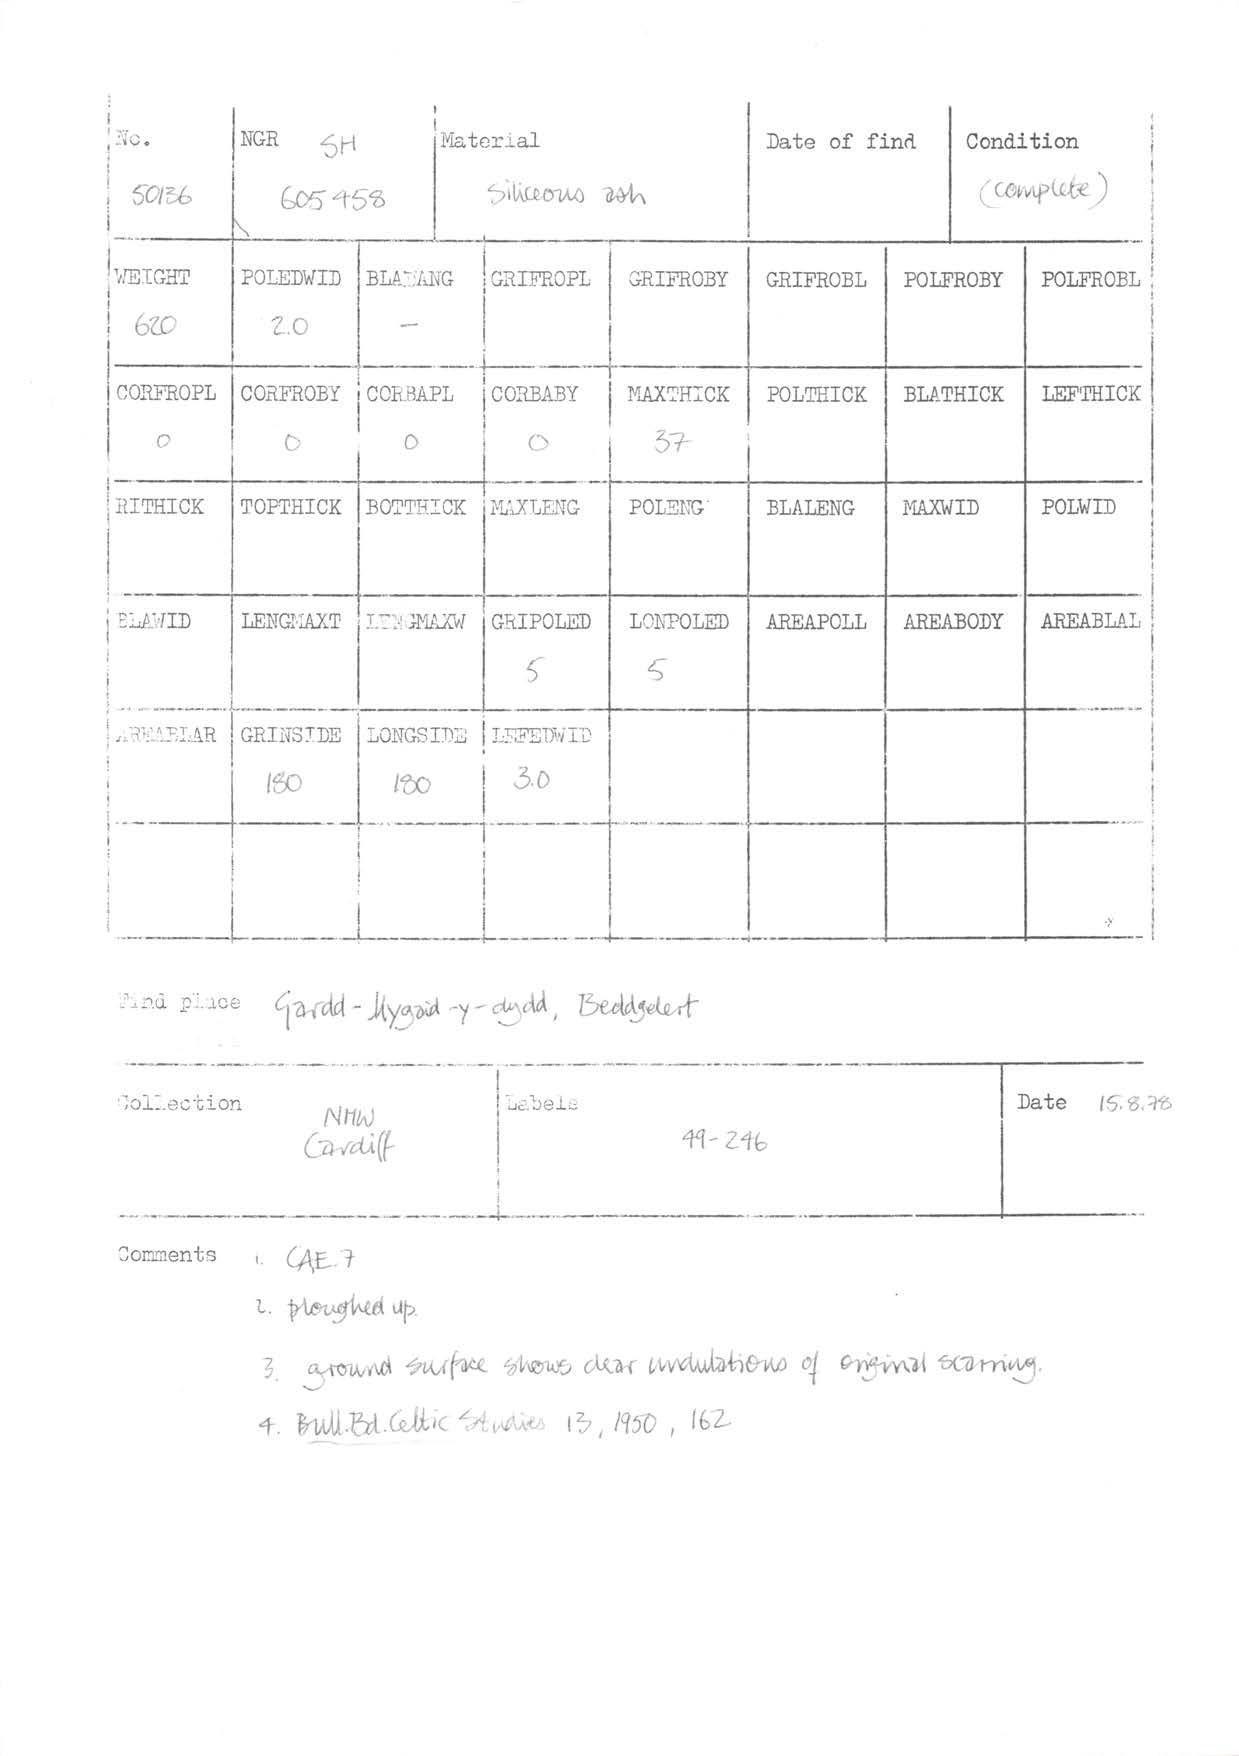 No. NGR SH Material Date of find Condition
50136 605 458 Siliceous ash (complete)
WEIGHT POLEDWID BLADANG GRIFROPL GRIFROBY GRIFROBL POLFROBY POLFROBL
620 2.0 —
CORFROPL CORFROBY CORBAPL CORBABY MAXTHICK POLTHICK BLATHICK LEFTHICK
0 0 0 0 37
RITHICK TOPTHICK BOTTHICK MAXLENG POLENG BLALENG MAXWID POLWID
BLAWID LENGMAXT LENGMAXW GRIPOLED LONPOLED AREAPOLL AREABODY AREABLAL
5 5
AREABLAR GRINSIDE LONGSIDE LEFEDWID
180 180 3.0
Find place Gardd-llygaid-y-dydd, Beddgelert
Collection Labels Date 15.8.78
NMW
Cardiff 49-246
Comments 1. CAE.7
2. ploughed up.
3. ground surface shows clear undulations of original scarring.
4. Bull.Bd.Celtic Studies 13, 1950, 162